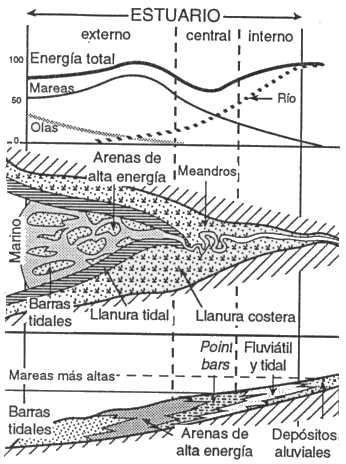 ESTUARIO
externo
central
interno
Energía total
100
Mareas
50
Río
Olas
0
Arenas de
alta energía
Meandros
Marino
Barras
tidales
Llanura tidal
Llanura costera
Point
bars
Fluviátil
y tidal
Mareas más altas
Barras
tidales
Arenas de
alta energía
Depósitos
aluviales